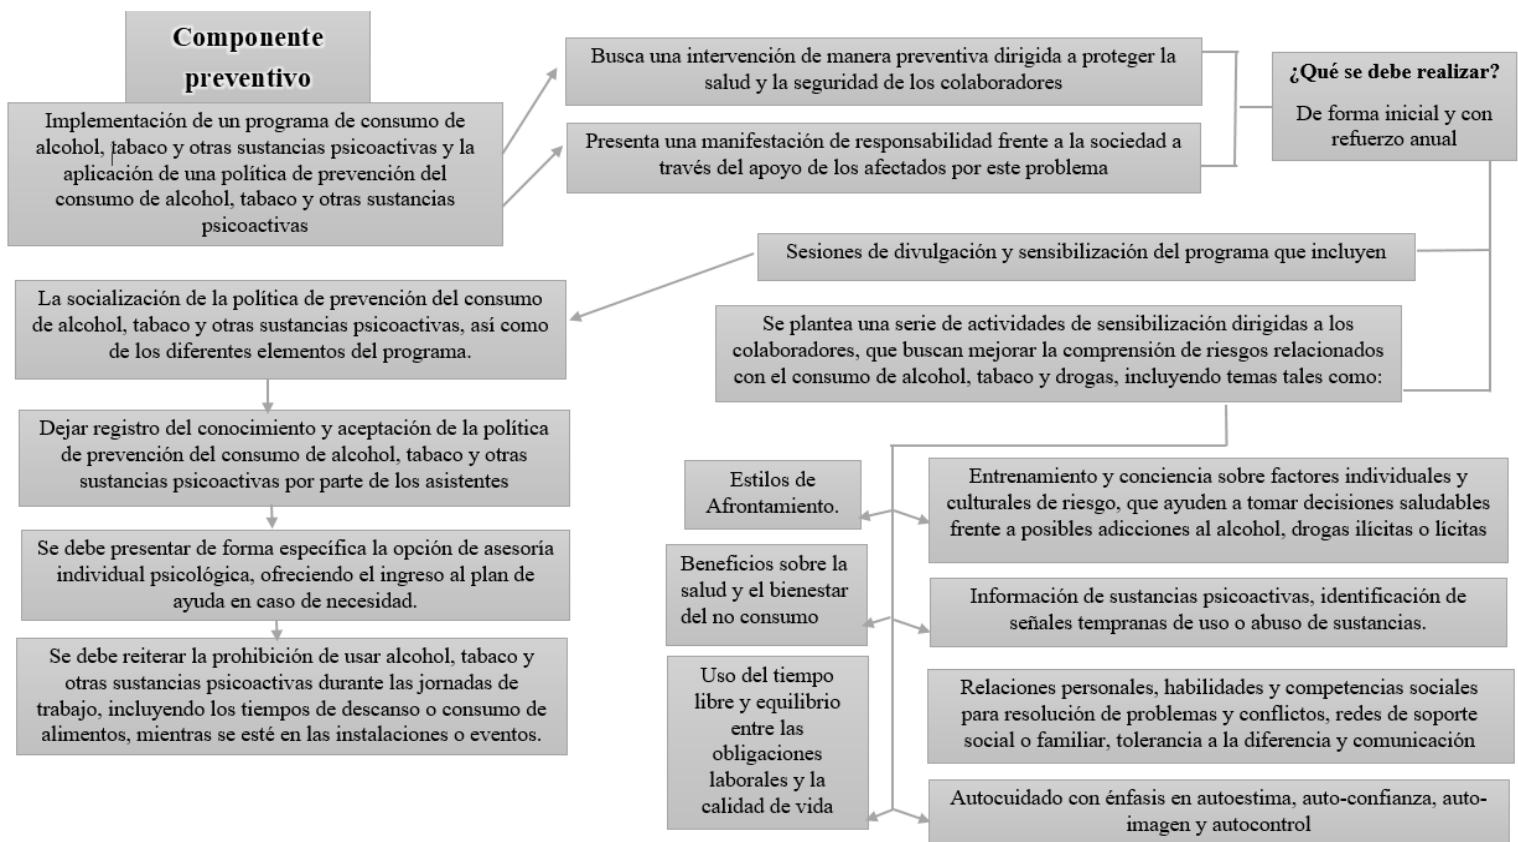 Componente
preventivo
Implementación de un programa de consumo de
alcohol, tabaco y otras sustancias psicoactivas y la
aplicación de una política de prevención del
consumo de alcohol, tabaco y otras sustancias
psicoactivas
Busca una intervención de manera preventiva dirigida a proteger la
salud y la seguridad de los colaboradores
Presenta una manifestación de responsabilidad frente a la sociedad a
través del apoyo de los afectados por este problema
¿Qué se debe realizar?
De forma inicial y con
refuerzo anual
Sesiones de divulgación y sensibilización del programa que incluyen
La socialización de la política de prevención del consumo
de alcohol, tabaco y otras sustancias psicoactivas, así como
de los diferentes elementos del programa.
Dejar registro del conocimiento y aceptación de la política
de prevención del consumo de alcohol, tabaco y otras
sustancias psicoactivas por parte de los asistentes
Se debe presentar de forma específica la opción de asesoría
individual psicológica, ofreciendo el ingreso al plan de
ayuda en caso de necesidad.
Se debe reiterar la prohibición de usar alcohol, tabaco y
otras sustancias psicoactivas durante las jornadas de
trabajo, incluyendo los tiempos de descanso o consumo de
alimentos, mientras se esté en las instalaciones o eventos.
Se plantea una serie de actividades de sensibilización dirigidas a los
colaboradores, que buscan mejorar la comprensión de riesgos relacionados
con el consumo de alcohol, tabaco y drogas, incluyendo temas tales como:
Estilos de
Afrontamiento.
Entrenamiento y conciencia sobre factores individuales y
culturales de riesgo, que ayuden a tomar decisiones saludables
frente a posibles adicciones al alcohol, drogas ilícitas o lícitas
Beneficios sobre la
salud y el bienestar
del no consumo
Información de sustancias psicoactivas, identificación de
señales tempranas de uso o abuso de sustancias.
Uso del tiempo
libre y equilibrio
entre las
obligaciones
laborales y la
calidad de vida
Relaciones personales, habilidades y competencias sociales
para resolución de problemas y conflictos, redes de soporte
social o familiar, tolerancia a la diferencia y comunicación
Autocuidado con énfasis en autoestima, auto-confianza, auto-
imagen y autocontrol